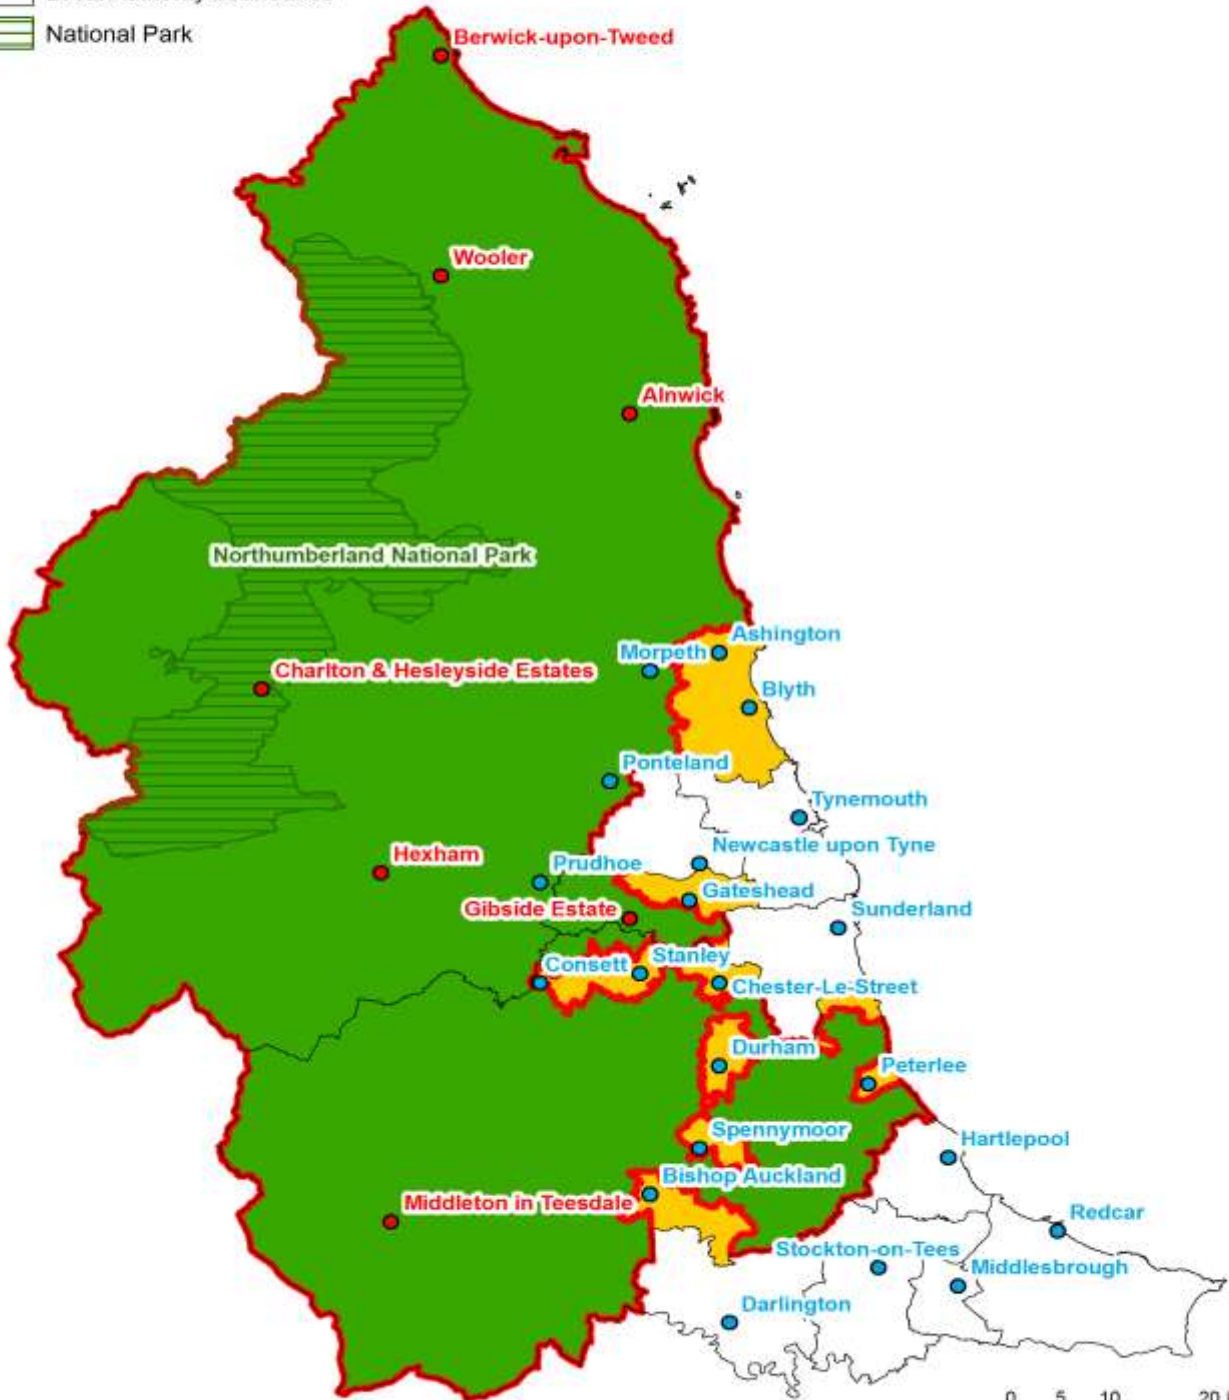 National Park
Berwick-upon-Tweed
Wooler
Alnwick
Northumberland National Park
Ashington
Morpeth
Charlton & Hesleyside Estates
Blyth
Ponteland
Tynemouth
Newcastle upon Tyne
Hexham
Prudhoe
Gateshead
Gibside Estate
Sunderland
Stanley
Consett
Chester-Le-Street
Durham
Peterlee
Spennymoor
Hartlepool
Bishop Auckland
Middleton in Teesdale
Redcar
Stockton-on-Tees
Middlesbrough
Darlington
0 5 10 20